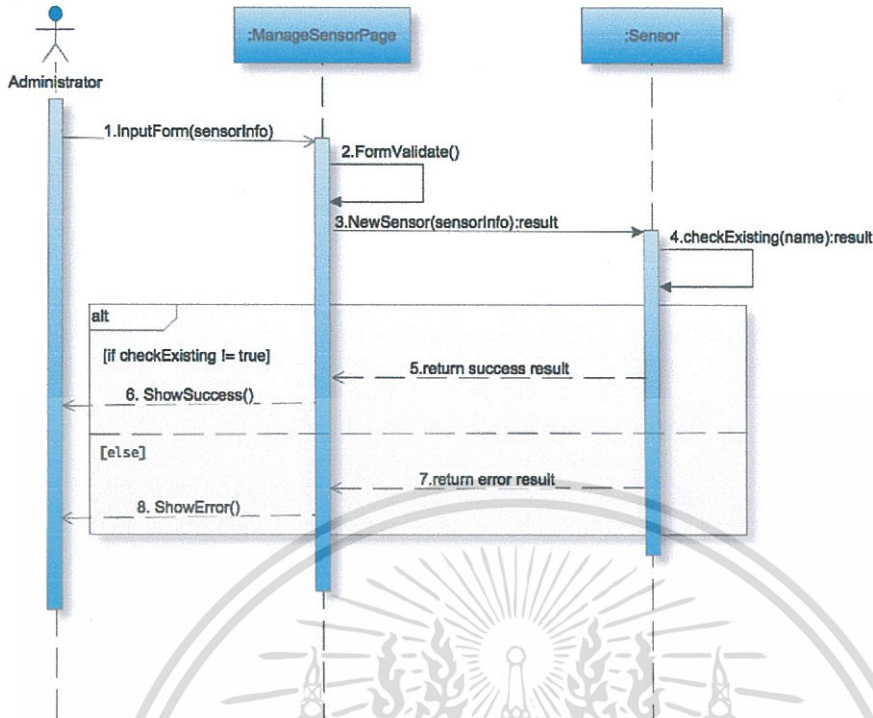 :ManageSensorPage
:Sensor
Administrator
1.InputForm(sensorInfo)
2.FormValidate()
3.NewSensor(sensorInfo):result
4.checkExisting(name):result
alt
[if checkExisting != true]
5.return success result
6. ShowSuccess()
[else]
7.return error result
8. ShowError()